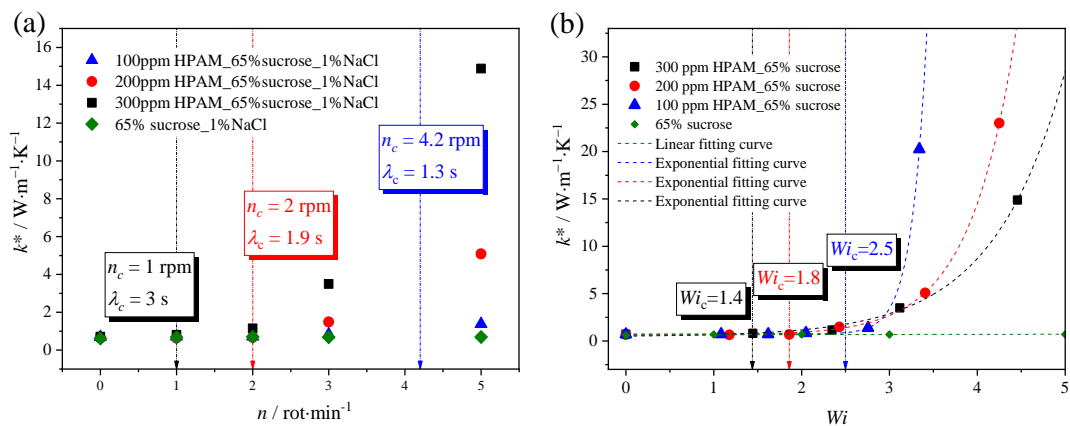 (a)
16
14
12
10
8
6
4
2
0
k* / W·m⁻¹·K⁻¹
100ppm HPAM_65%sucrose_1%NaCl
200ppm HPAM_65%sucrose_1%NaCl
300ppm HPAM_65%sucrose_1%NaCl
65% sucrose_1%NaCl
n_c = 4.2 rpm
λ_c = 1.3 s
n_c = 2 rpm
λ_c = 1.9 s
n_c = 1 rpm
λ_c = 3 s
0 1 2 3 4 5
n / rot·min⁻¹
(b)
30
25
20
15
10
5
0
k* / W·m⁻¹·K⁻¹
300 ppm HPAM_65% sucrose
200 ppm HPAM_65% sucrose
100 ppm HPAM_65% sucrose
65% sucrose
Linear fitting curve
Exponential fitting curve
Exponential fitting curve
Exponential fitting curve
Wi_c=2.5
Wi_c=1.8
Wi_c=1.4
0 1 2 3 4 5
Wi